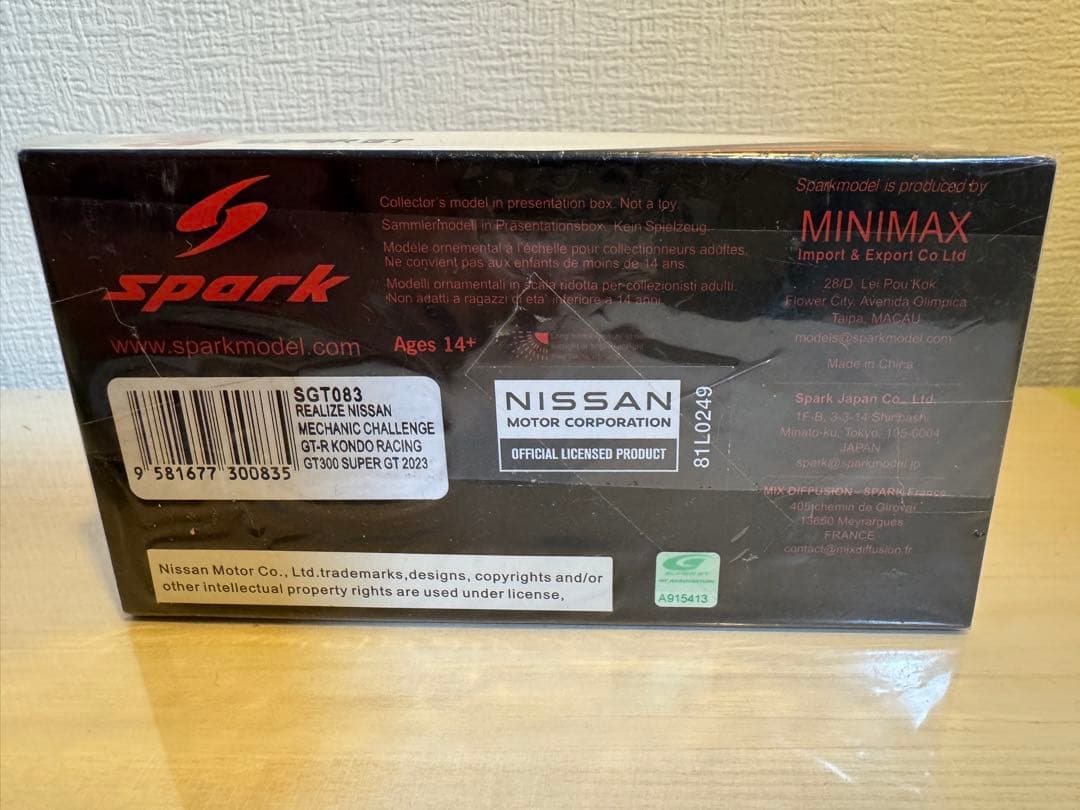 spark
www.sparkmodel.com
Collector's model in presentation box. Not a toy.
Sammlermodell in Präsentationsbox. Kein Spielzeug.
Modèle ornemental à l'échelle pour collectionneurs adultes.
Ne convient pas aux enfants de moins de 14 ans.
Modelli ornamentali in scala ridotta per collezionisti adulti.
Non adatti a ragazzi di eta' inferiore a 14 anni.
Ages 14+
SGT083
REALIZE NISSAN
MECHANIC CHALLENGE
GT-R KONDO RACING
GT300 SUPER GT 2023
9 581677 300835
NISSAN
MOTOR CORPORATION
OFFICIAL LICENSED PRODUCT
81L0249
Nissan Motor Co., Ltd.trademarks,designs, copyrights and/or
other intellectual property rights are used under license,
A915413
Sparkmodel is produced by
MINIMAX
Import & Export Co Ltd
28/D, Lei Pou Kok
Flower City, Avenida Olimpica
Taipa, MACAU
models@sparkmodel.com
Made in China
Spark Japan Co., Ltd.
1F-B, 3-3-14 Shinbashi
Minato-ku, Tokyo, 105-0004
JAPAN
spark@sparkmodel.jp
MIX DIFFUSION - SPARK France
405 chemin de
13650 Meyrargues
FRANCE
contact@mixdiffusion.fr